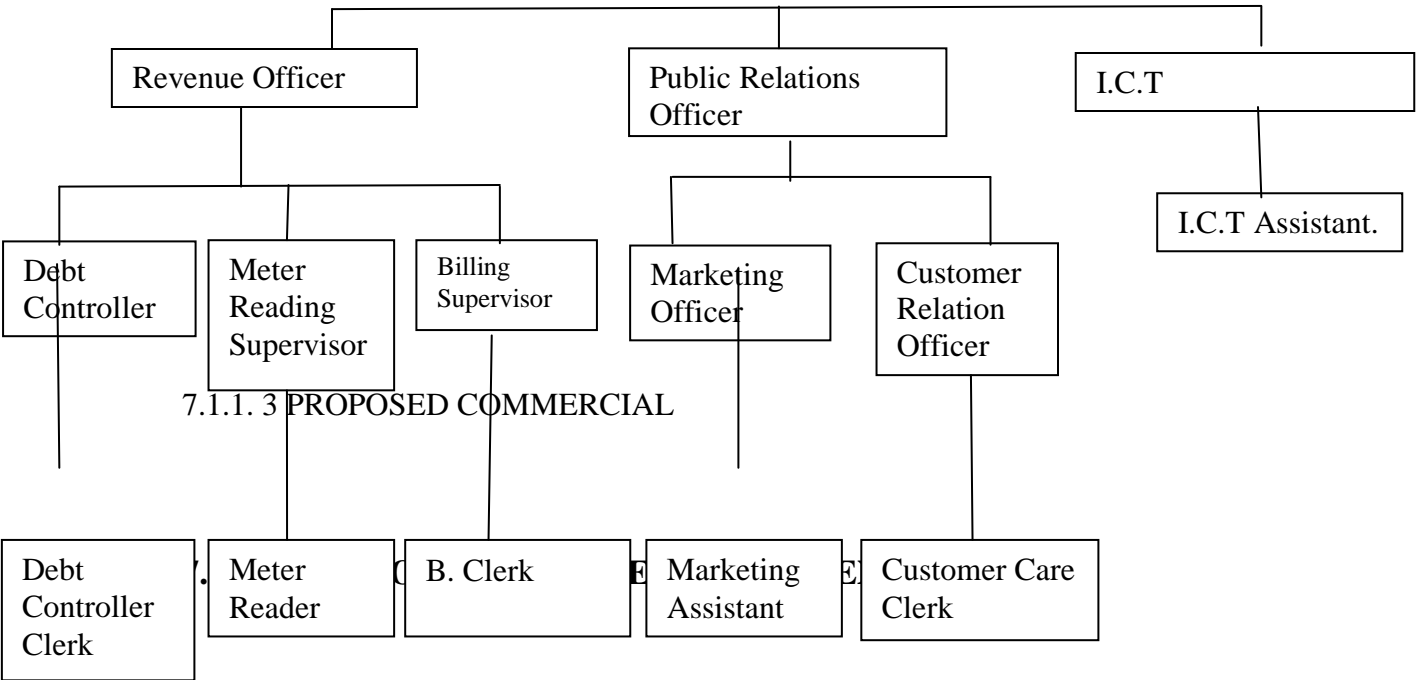 Revenue Officer
Public Relations
Officer
I.C.T
I.C.T Assistant.
Debt
Controller
Meter
Reading
Supervisor
Billing
Supervisor
Marketing
Officer
Customer
Relation
Officer
7.1.1. 3 PROPOSED COMMERCIAL
Debt
Controller
Clerk
Meter
Reader
B. Clerk
Marketing
Assistant
Customer Care
Clerk